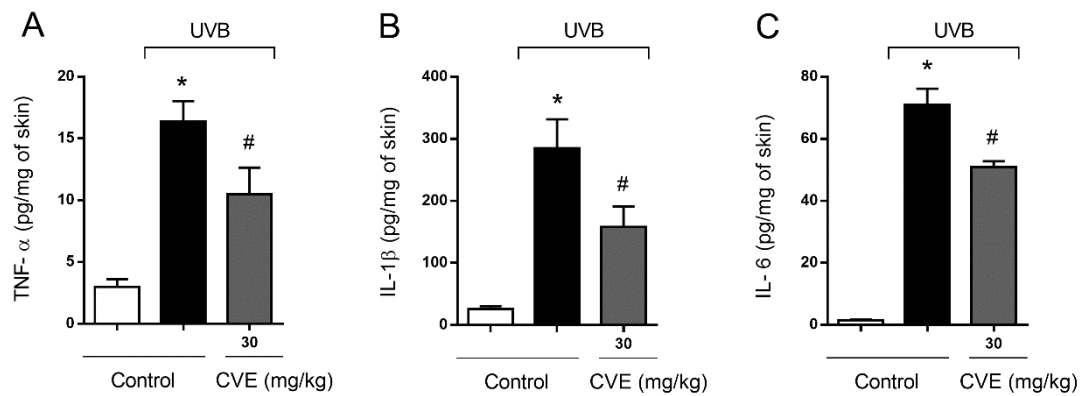 A
UVB
TNF- α (pg/mg of skin)
20
15
10
5
0
*
#
30
Control
CVE (mg/kg)
B
UVB
IL-1β (pg/mg of skin)
400
300
200
100
0
*
#
30
Control
CVE (mg/kg)
C
UVB
IL- 6 (pg/mg of skin)
80
60
40
20
0
*
#
30
Control
CVE (mg/kg)